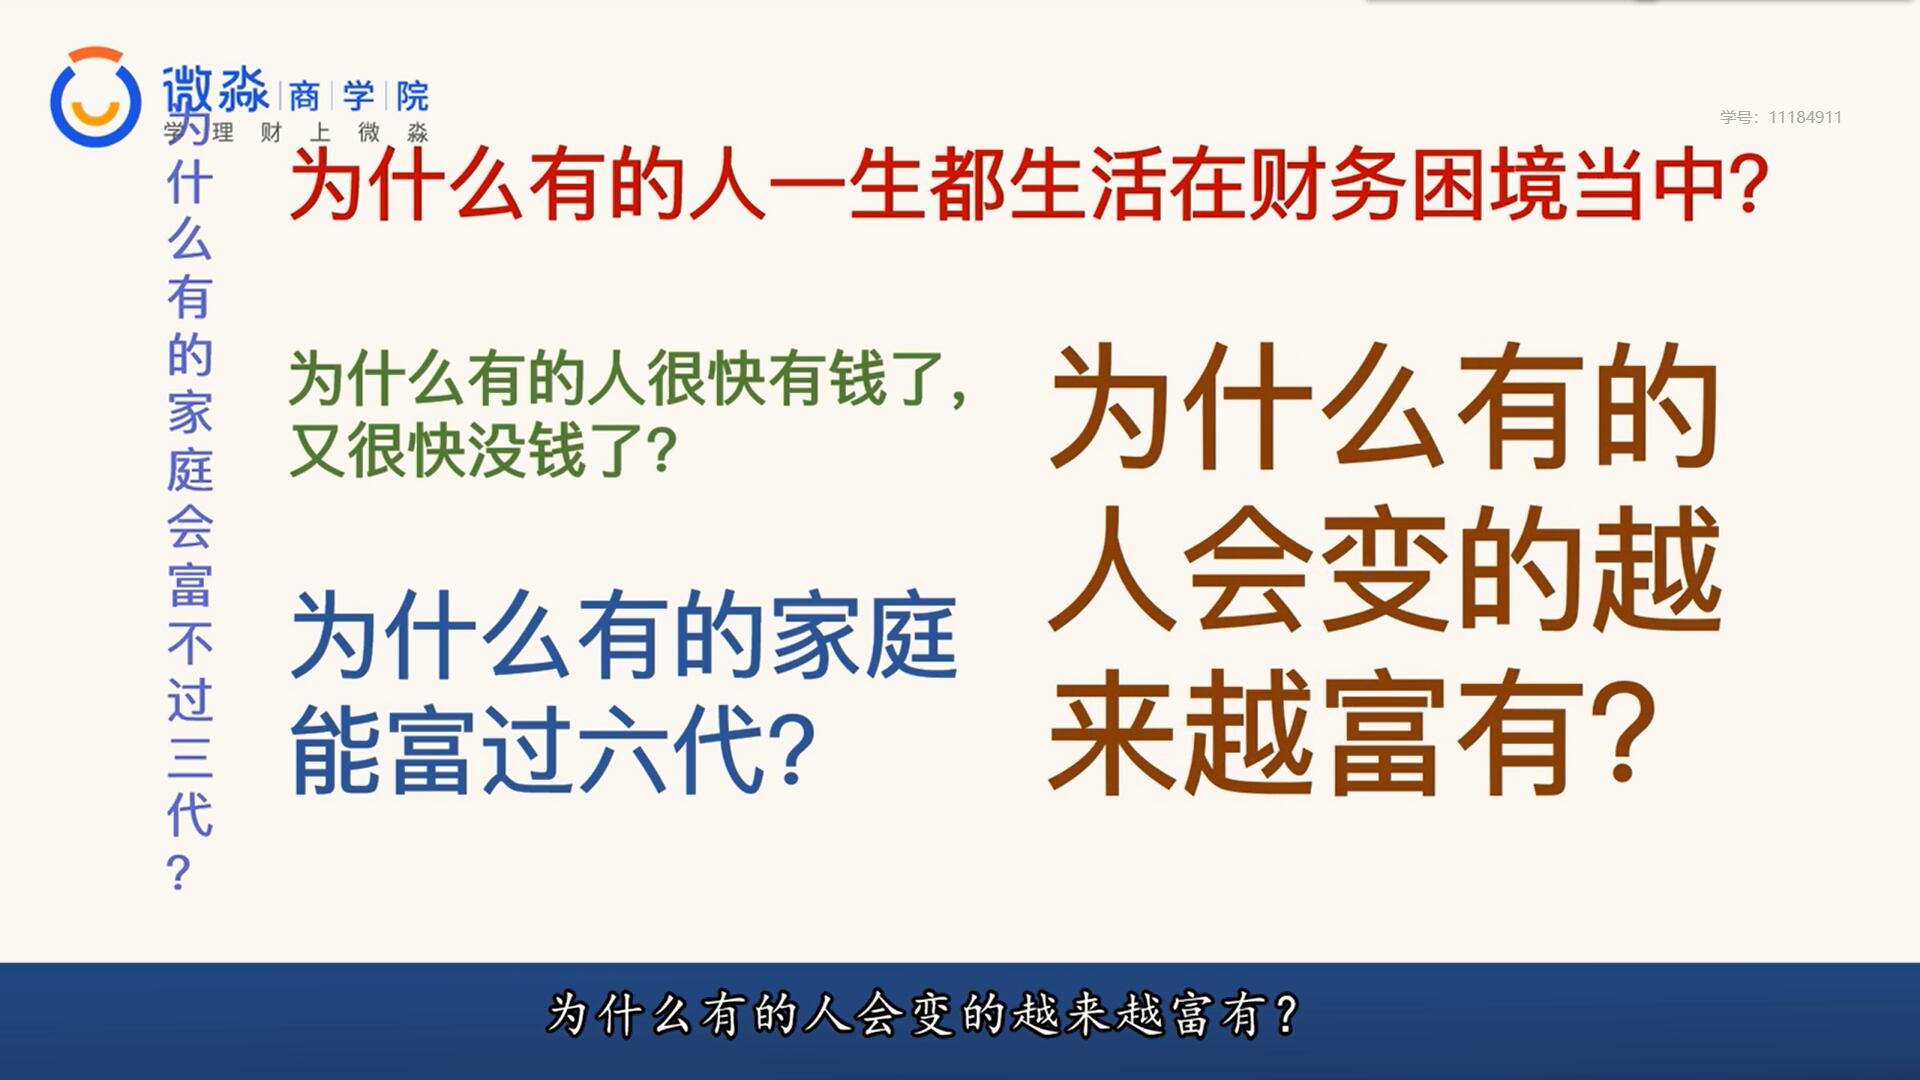 微淼商学院
学理财上微淼
学号：11184911
为什么有的家庭会富不过三代？
为什么有的人一生都生活在财务困境当中？
为什么有的人很快有钱了，
又很快没钱了？
为什么有的家庭
能富过六代？
为什么有的
人会变的越
来越富有？
为什么有的人会变的越来越富有？